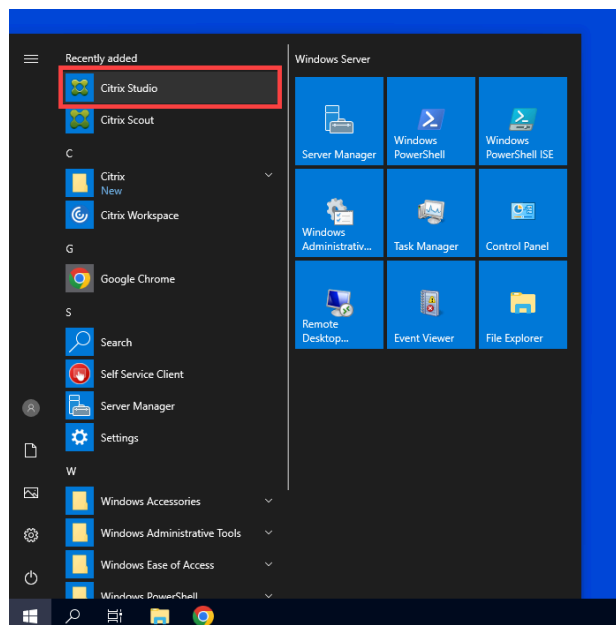 Recently added
Citrix Studio
Citrix Scout
C
Citrix
New
Citrix Workspace
G
Google Chrome
S
Search
Self Service Client
Server Manager
Settings
W
Windows Accessories
Windows Administrative Tools
Windows Ease of Access
Windows PowerShell
Windows Server
Server Manager
Windows
PowerShell
Windows
PowerShell ISE
Windows
Administrativ...
Task Manager
Control Panel
Remote
Desktop...
Event Viewer
File Explorer